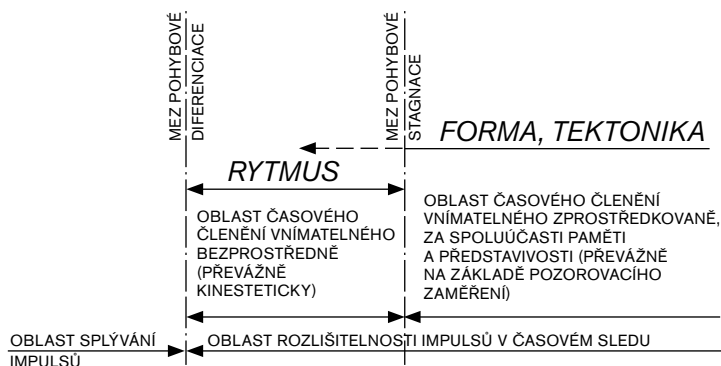 MEZ POHYBOVÉ
DIFERENCIACE
MEZ POHYBOVÉ
STAGNACE
FORMA, TEKTONIKA
RYTMUS
OBLAST ČASOVÉHO
ČLENĚNÍ VNÍMATELNÉHO
BEZPROSTŘEDNĚ
(PŘEVÁŽNĚ
KINESTETICKY)
OBLAST ČASOVÉHO ČLENĚNÍ
VNÍMATELNÉHO ZPROSTŘEDKOVANĚ,
ZA SPOLUÚČASTI PAMĚTI
A PŘEDSTAVIVOSTI (PŘEVÁŽNĚ
NA ZÁKLADĚ POZOROVACÍHO
ZAMĚŘENÍ)
OBLAST SPLÝVÁNÍ
IMPULSŮ
OBLAST ROZLIŠITELNOSTI IMPULSŮ V ČASOVÉM SLEDU